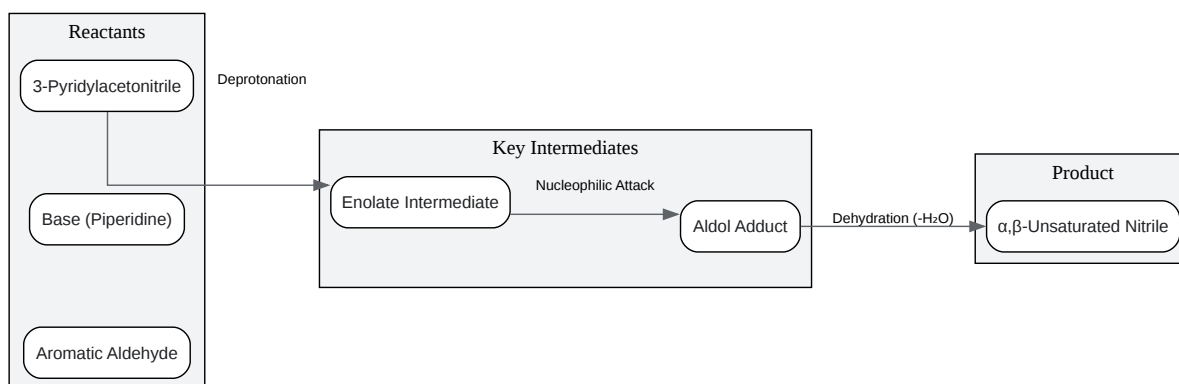 Reactants
3-Pyridylacetonitrile
Deprotonation
Base (Piperidine)
Aromatic Aldehyde
Key Intermediates
Enolate Intermediate
Nucleophilic Attack
Aldol Adduct
Dehydration (-H₂O)
Product
α,β-Unsaturated Nitrile